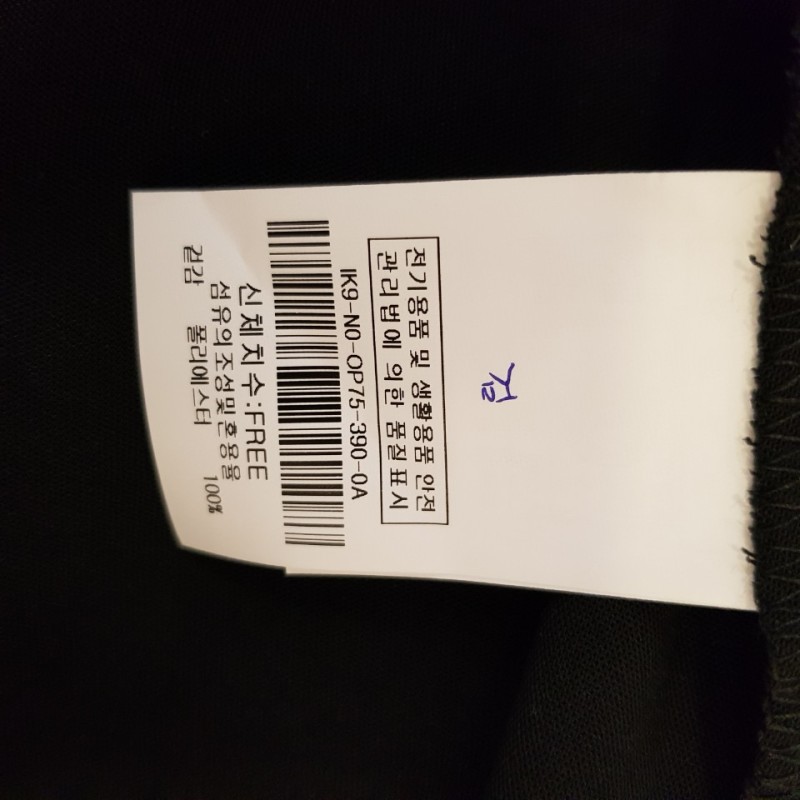 전기용품 및 생활용품 안전
관리법에 의한 품질표시
IK9-N0-OP75-390-0A
신체치수:FREE
섬유의조성및혼용율
겉감 폴리에스터 100%